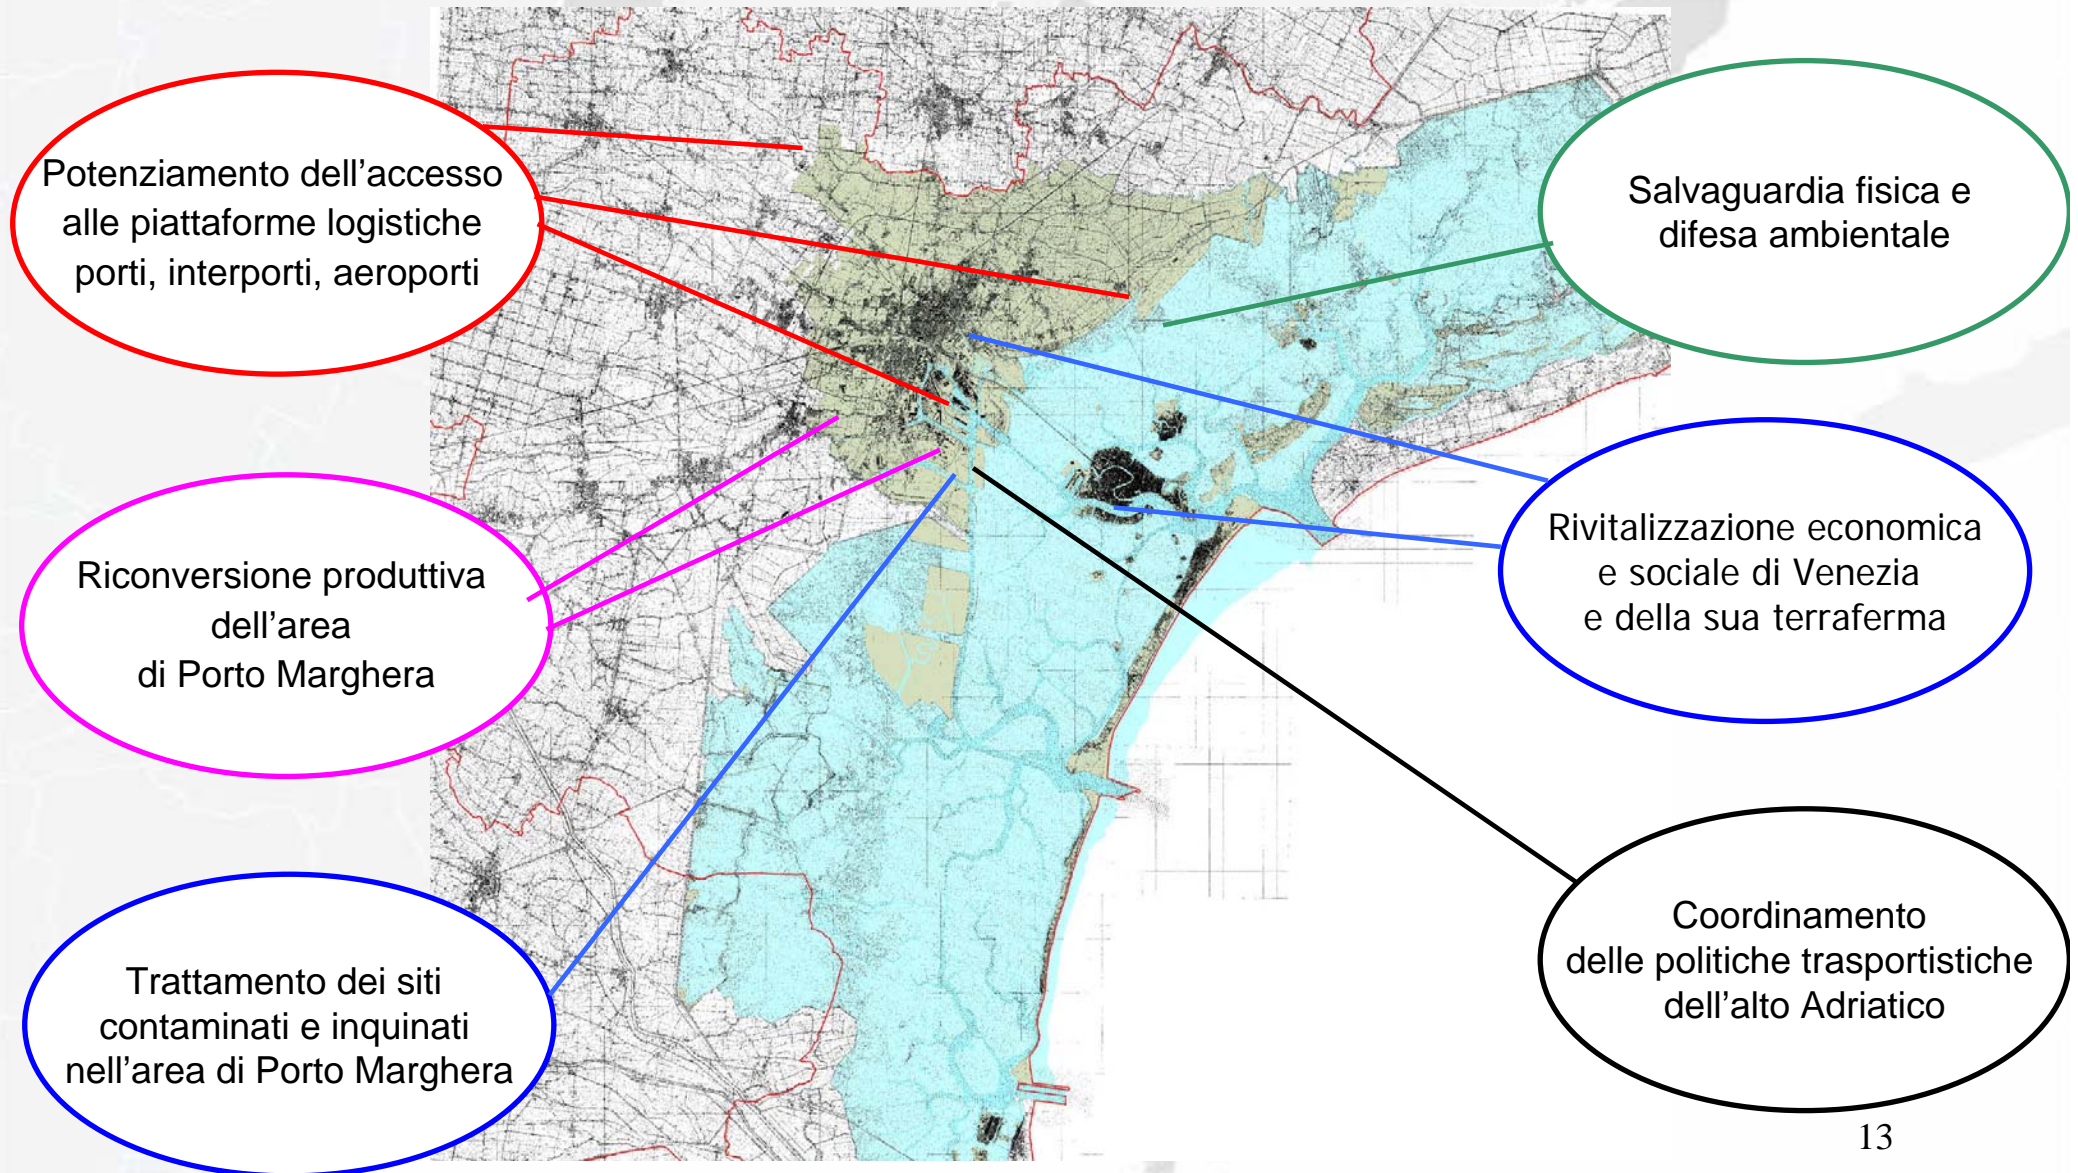 Potenziamento dell’accesso
alle piattaforme logistiche
porti, interporti, aeroporti
Riconversione produttiva
dell’area
di Porto Marghera
Trattamento dei siti
contaminati e inquinati
nell’area di Porto Marghera
Salvaguardia fisica e
difesa ambientale
Rivitalizzazione economica
e sociale di Venezia
e della sua terraferma
Coordinamento
delle politiche trasportistiche
dell’alto Adriatico
13